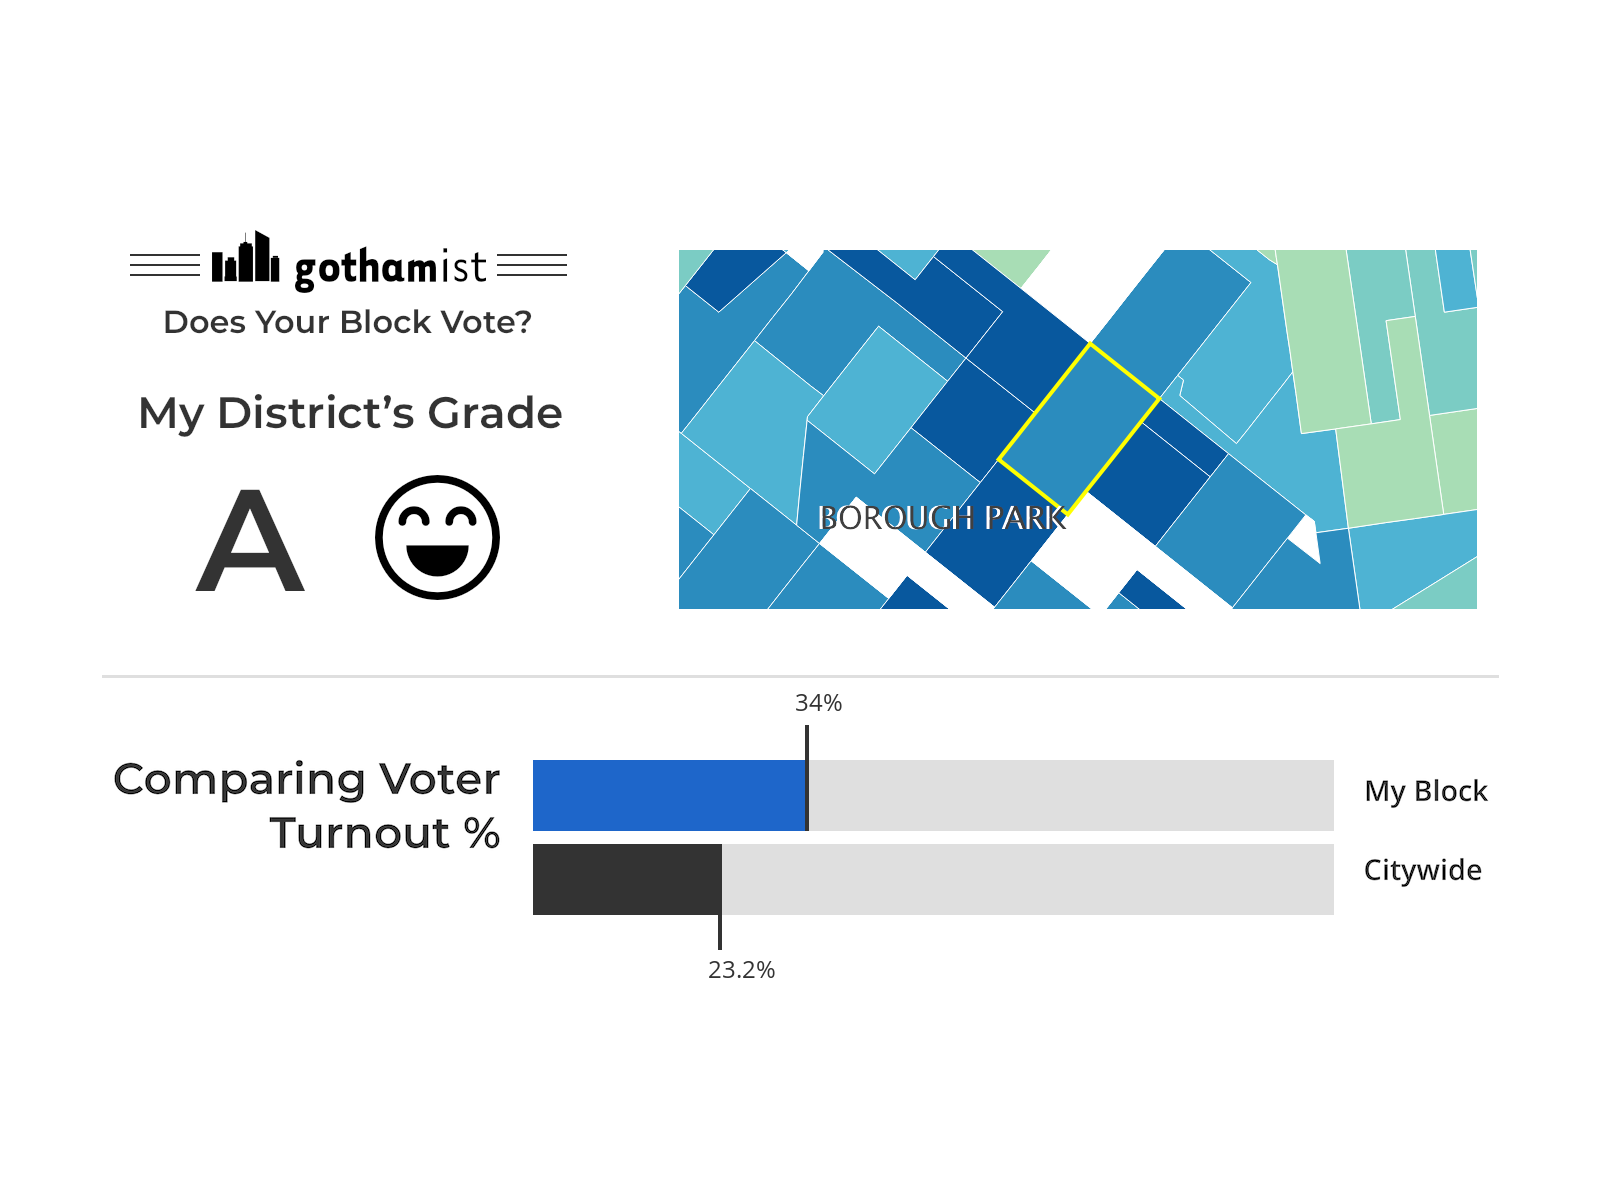 gothamist
Does Your Block Vote?
My District’s Grade
A
BOROUGH PARK
34%
Comparing Voter
Turnout %
My Block
Citywide
23.2%